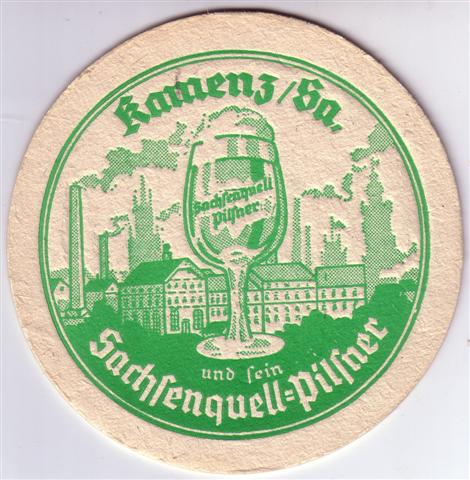 Kamenz/Sa.
Sachsenquell
Pilsner
und sein
Sachsenquell=Pilsner